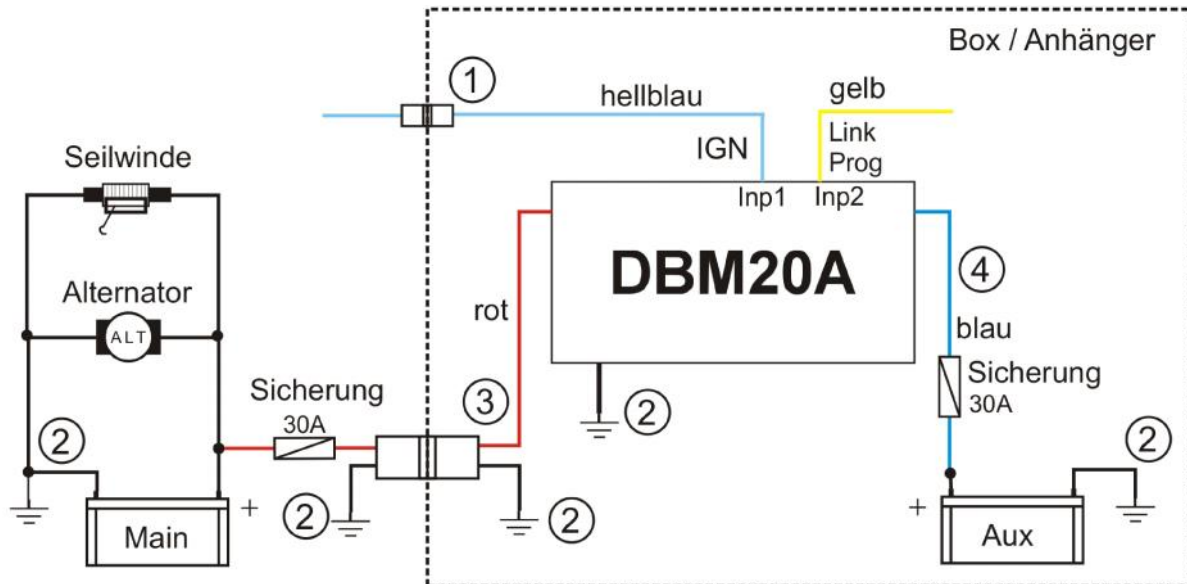 Box / Anhänger
1
hellblau
gelb
IGN
Link
Prog
Seilwinde
Inp1
Inp2
DBM20A
4
Alternator
ALT
rot
blau
Sicherung
30A
3
Sicherung
30A
2
2
2
+
2
2
+
Main
Aux